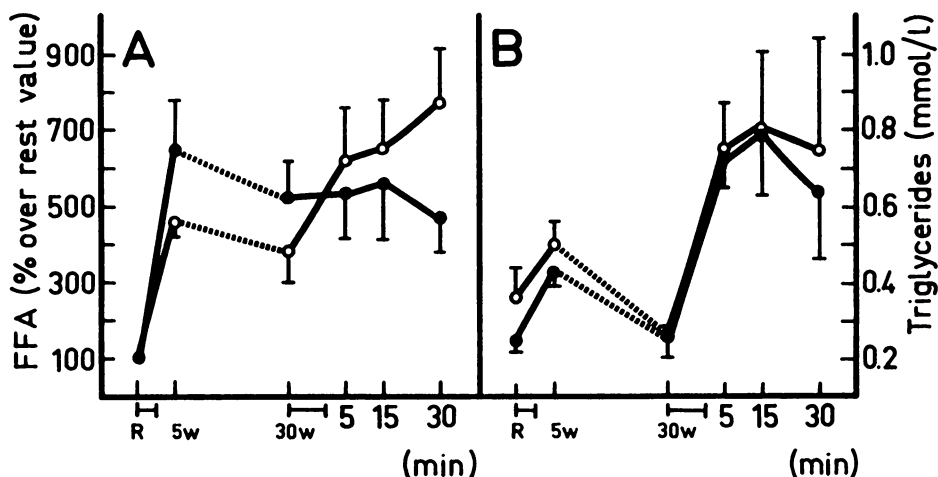 A
B
FFA (% over rest value)
900
700
500
300
100
R
5w
30w
5
15
30
(min)
R
5w
30w
5
15
30
(min)
1.0
0.8
0.6
0.4
0.2
Triglycerides (mmol/l)